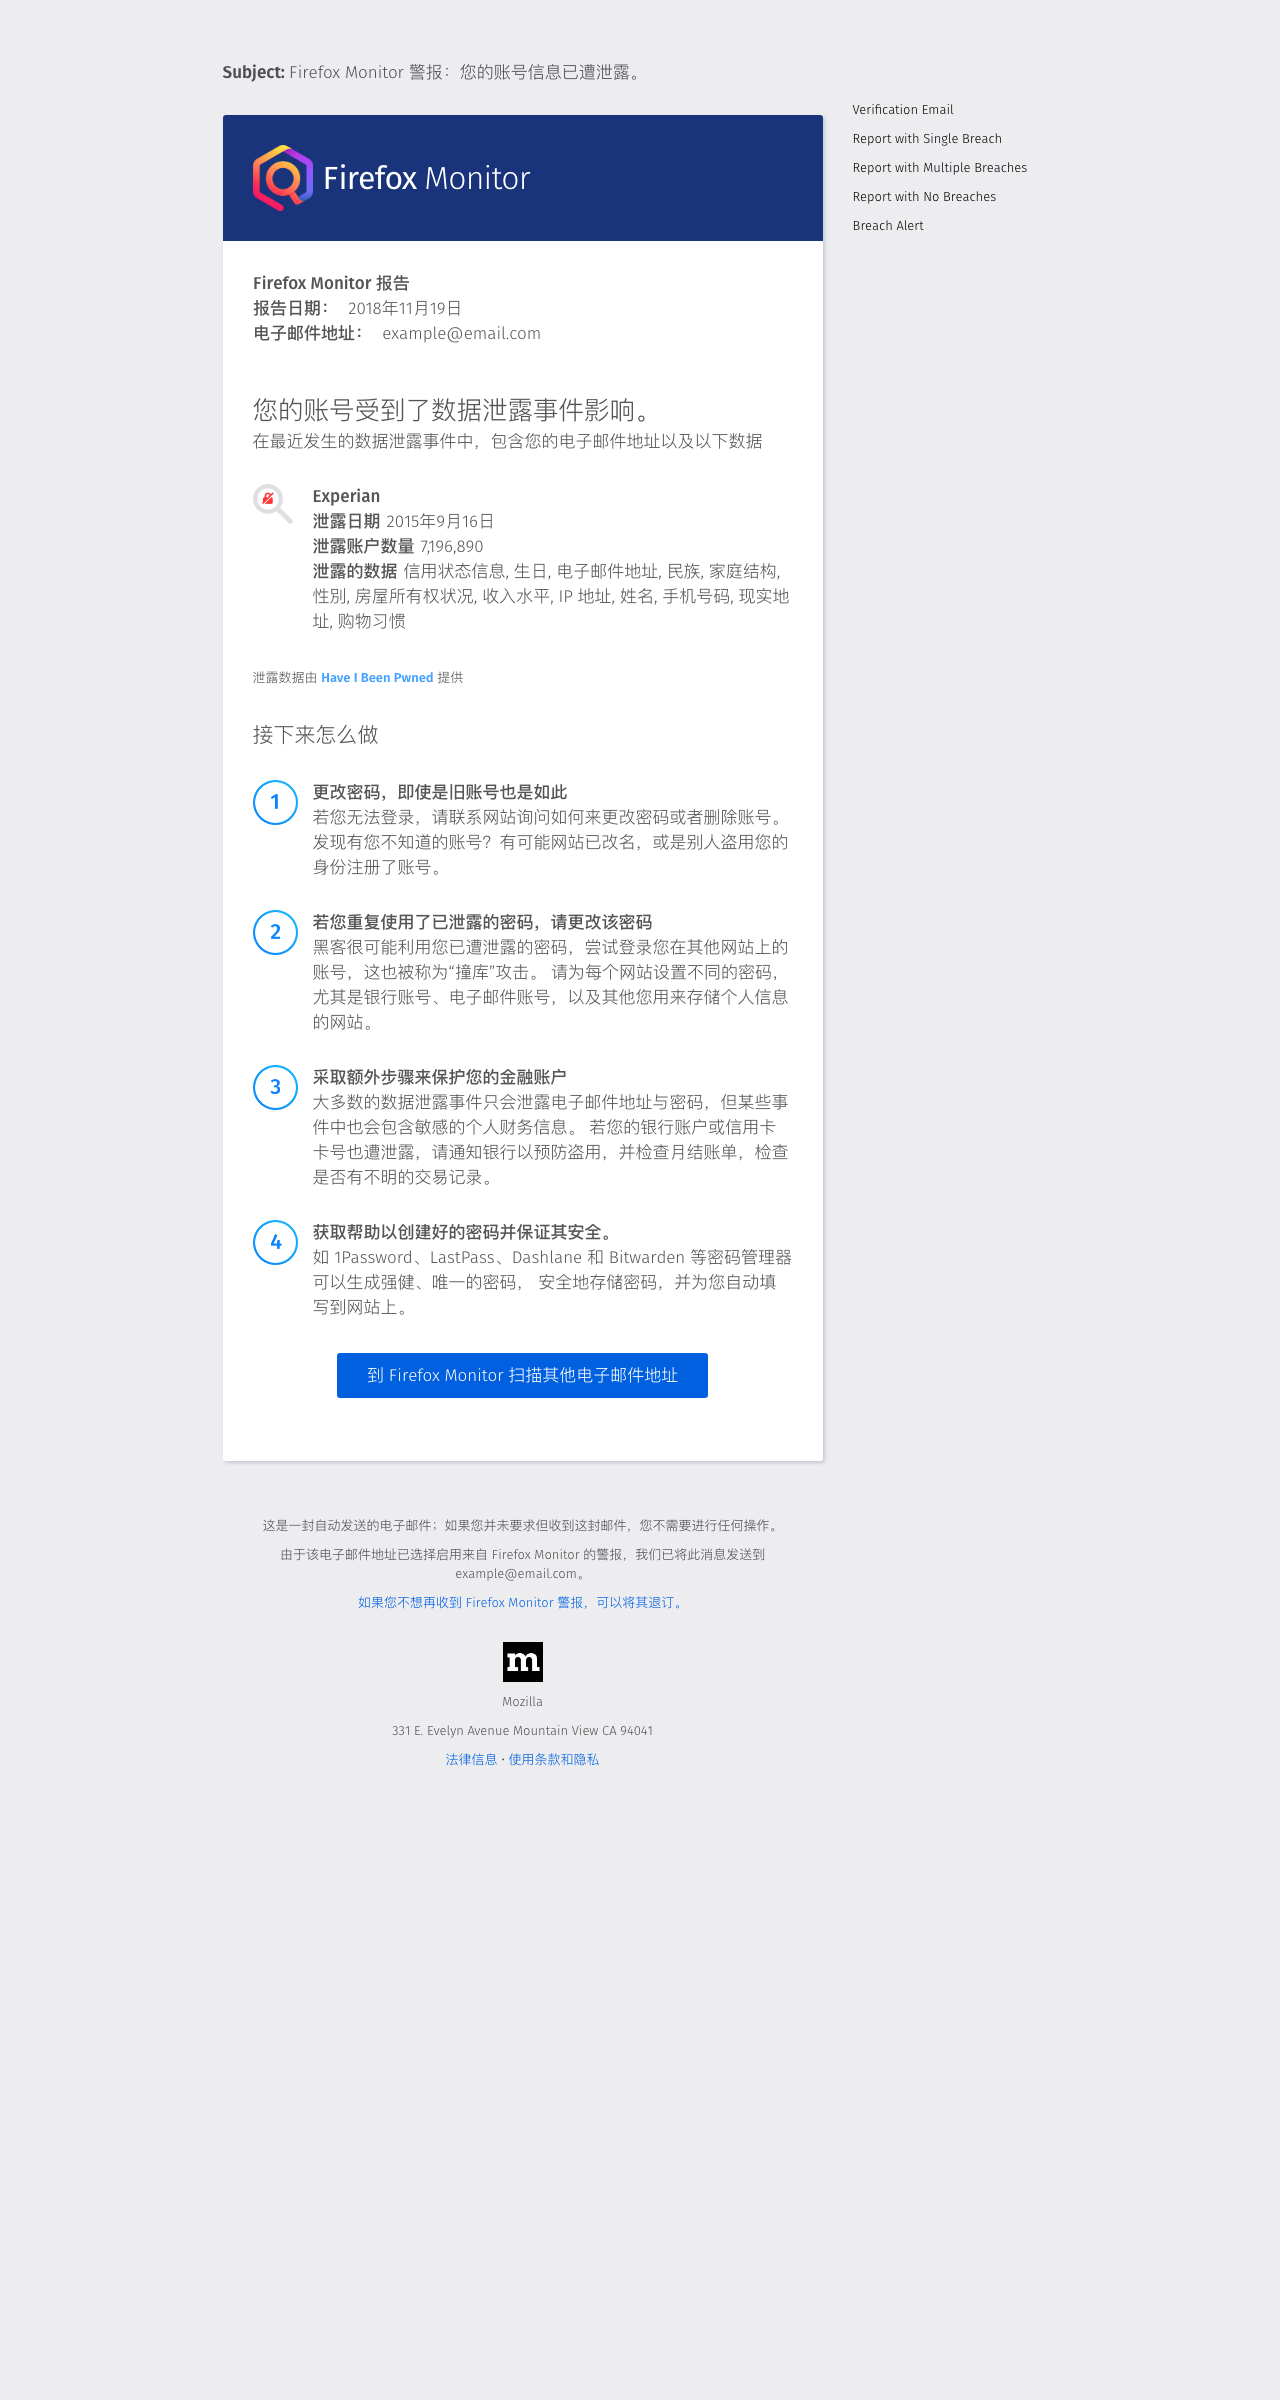 Subject: Firefox Monitor 警报：您的账号信息已遭泄露。
Verification Email
Report with Single Breach
Report with Multiple Breaches
Report with No Breaches
Breach Alert
Firefox Monitor
Firefox Monitor 报告
报告日期： 2018年11月19日
电子邮件地址： example@email.com
您的账号受到了数据泄露事件影响。
在最近发生的数据泄露事件中，包含您的电子邮件地址以及以下数据
Experian
泄露日期 2015年9月16日
泄露账户数量 7,196,890
泄露的数据 信用状态信息, 生日, 电子邮件地址, 民族, 家庭结构,
性别, 房屋所有权状况, 收入水平, IP 地址, 姓名, 手机号码, 现实地
址, 购物习惯
泄露数据由 Have I Been Pwned 提供
接下来怎么做
1
更改密码，即使是旧账号也是如此
若您无法登录，请联系网站询问如何来更改密码或者删除账号。
发现有您不知道的账号？有可能网站已改名，或是别人盗用您的
身份注册了账号。
2
若您重复使用了已泄露的密码，请更改该密码
黑客很可能利用您已遭泄露的密码，尝试登录您在其他网站上的
账号，这也被称为“撞库”攻击。 请为每个网站设置不同的密码，
尤其是银行账号、电子邮件账号，以及其他您用来存储个人信息
的网站。
3
采取额外步骤来保护您的金融账户
大多数的数据泄露事件只会泄露电子邮件地址与密码，但某些事
件中也会包含敏感的个人财务信息。 若您的银行账户或信用卡
卡号也遭泄露，请通知银行以预防盗用，并检查月结账单，检查
是否有不明的交易记录。
4
获取帮助以创建好的密码并保证其安全。
如 1Password、LastPass、Dashlane 和 Bitwarden 等密码管理器
可以生成强健、唯一的密码， 安全地存储密码，并为您自动填
写到网站上。
到 Firefox Monitor 扫描其他电子邮件地址
这是一封自动发送的电子邮件；如果您并未要求但收到这封邮件，您不需要进行任何操作。
由于该电子邮件地址已选择启用来自 Firefox Monitor 的警报，我们已将此消息发送到
example@email.com。
如果您不想再收到 Firefox Monitor 警报，可以将其退订。
m
Mozilla
331 E. Evelyn Avenue Mountain View CA 94041
法律信息 • 使用条款和隐私